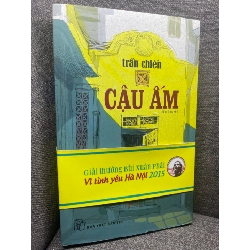 trần chiến
CẬU ẤM
Giải thưởng Bùi Xuân Phái
Vì tình yêu Hà Nội 2015